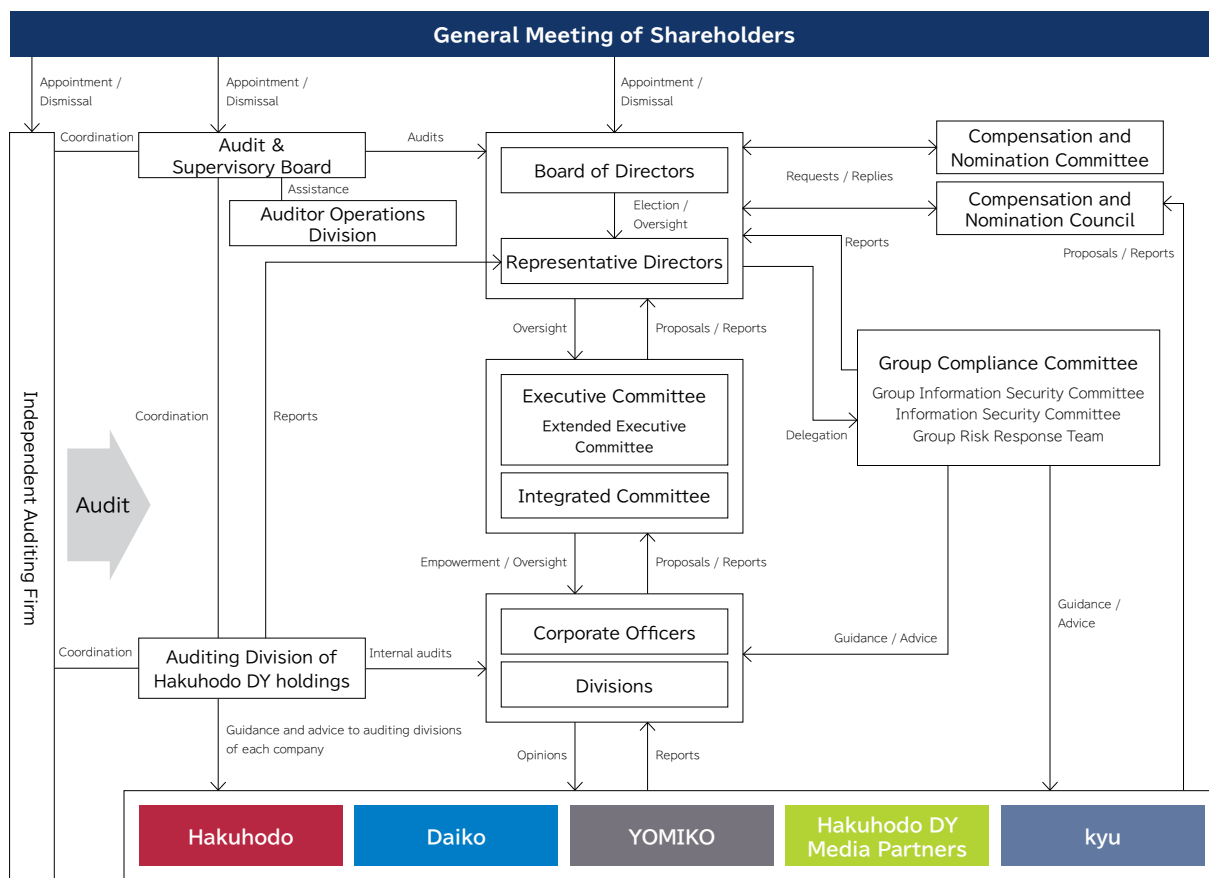 General Meeting of Shareholders
Appointment /
Dismissal
Appointment /
Dismissal
Appointment /
Dismissal
Coordination
Audit &
Supervisory Board
Audits
Assistance
Auditor Operations
Division
Board of Directors
Election /
Oversight
Representative Directors
Requests / Replies
Compensation and
Nomination Committee
Compensation and
Nomination Council
Reports
Proposals / Reports
Oversight
Proposals / Reports
Group Compliance Committee
Group Information Security Committee
Information Security Committee
Group Risk Response Team
Delegation
Executive Committee
Extended Executive
Committee
Integrated Committee
Coordination
Reports
Independent Auditing Firm
Audit
Empowerment / Oversight
Proposals / Reports
Corporate Officers
Divisions
Guidance / Advice
Guidance /
Advice
Coordination
Auditing Division of
Hakuhodo DY holdings
Internal audits
Guidance and advice to auditing divisions
of each company
Opinions
Reports
Hakuhodo
Daiko
YOMIKO
Hakuhodo DY
Media Partners
kyu